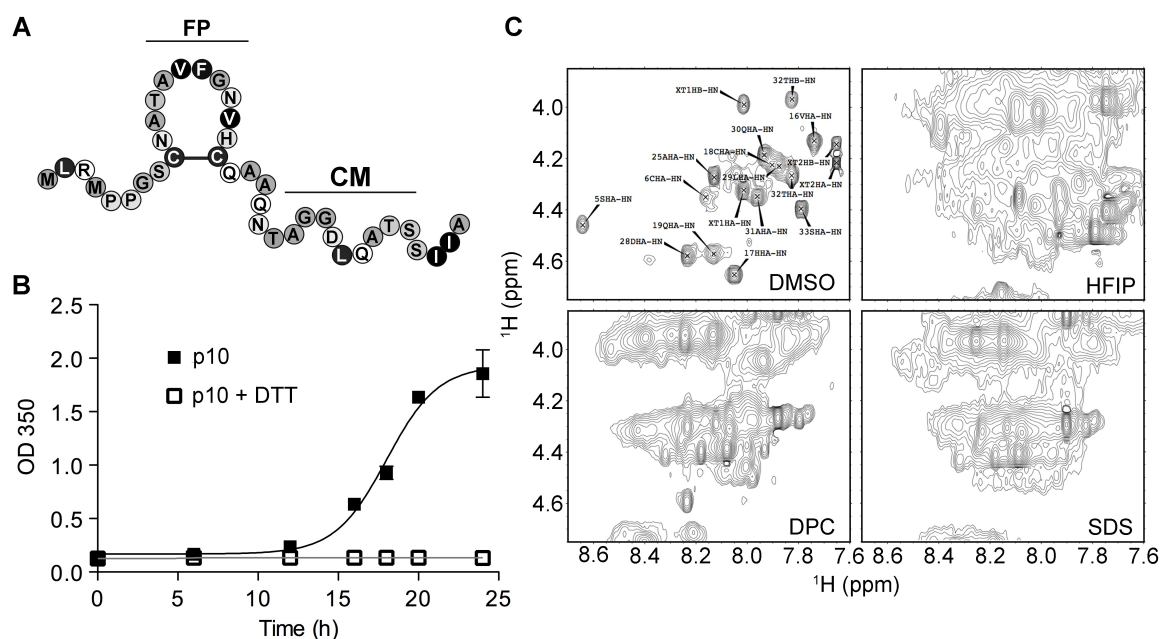 A
FP
M L R M P P G S C N A T A V F G N V H C Q A A Q N T A G G D L Q A T S S I I A
CM
B
OD 350
2.5
2.0
1.5
1.0
0.5
0.0
p10
p10 + DTT
0 5 10 15 20 25
Time (h)
C
¹H (ppm)
4.0
4.2
4.4
4.6
XT1HB-HN
32THB-HN
16VHA-HN
30QHA-HN
18CHA-HN
XT2HB-HN
25AHA-HN
29LHA-HN
6CHA-HN
32THA-HN
XT2HA-HN
5SHA-HN
XT1HA-HN
31AHA-HN
33SHA-HN
19QHA-HN
28DHA-HN
17HHA-HN
DMSO
HFIP
4.0
4.2
4.4
4.6
DPC
SDS
8.6 8.4 8.2 8.0 7.8 7.6
8.6 8.4 8.2 8.0 7.8 7.6
¹H (ppm)